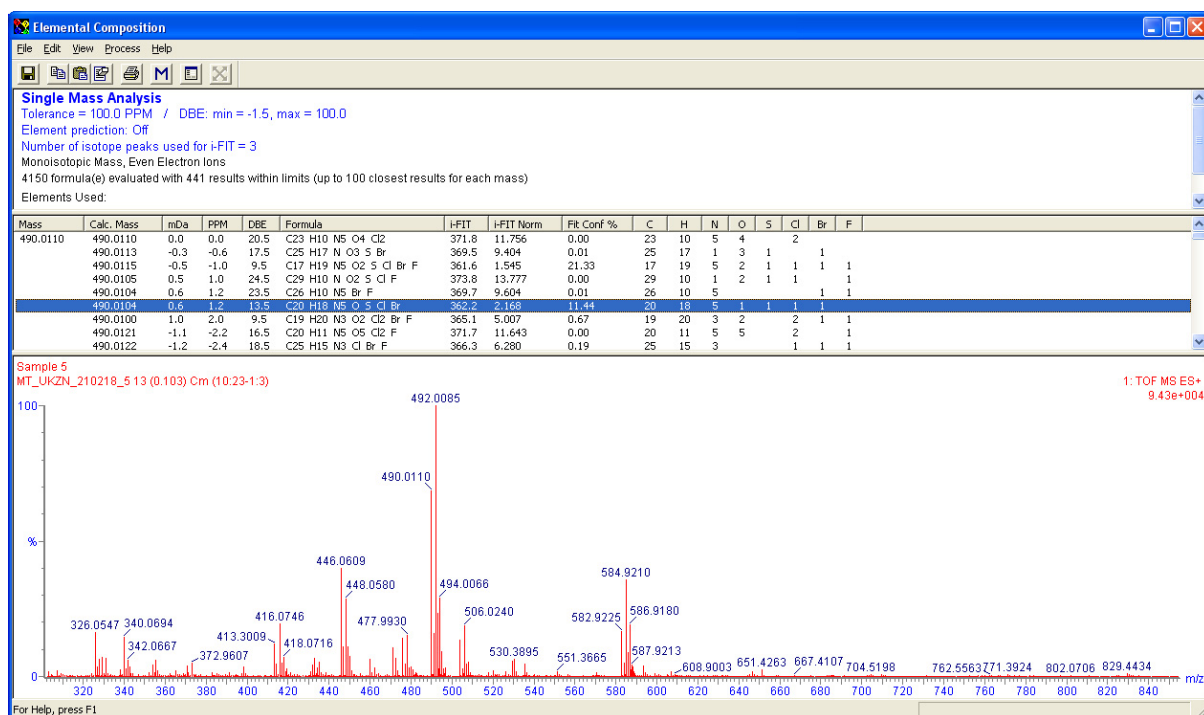 Elemental Composition
File Edit View Process Help
Single Mass Analysis
Tolerance = 100.0 PPM / DBE: min = -1.5, max = 100.0
Element prediction: Off
Number of isotope peaks used for i-FIT = 3
Monoisotopic Mass, Even Electron Ions
4150 formula(e) evaluated with 441 results within limits (up to 100 closest results for each mass)
Elements Used:
Mass Calc. Mass mDa PPM DBE Formula i-FIT i-FIT Norm Fit Conf % C H N O S Cl Br F
490.0110 490.0110 0.0 0.0 20.5 C23 H10 N5 O4 Cl2 371.8 11.756 0.00 23 10 5 4 2
490.0113 -0.3 -0.6 17.5 C25 H17 N O3 S Br 369.5 9.404 0.01 25 17 1 3 1 1
490.0115 -0.5 -1.0 9.5 C17 H19 N5 O2 S Cl Br F 361.6 1.545 21.33 17 19 5 2 1 1 1 1
490.0105 0.5 1.0 24.5 C29 H10 N O2 S Cl F 373.8 13.777 0.00 29 10 1 2 1 1 1
490.0104 0.6 1.2 23.5 C26 H10 N5 Br F 369.7 9.604 0.01 26 10 5 1 1
490.0104 0.6 1.2 13.5 C20 H18 N5 O S Cl Br 362.2 2.168 11.44 20 18 5 1 1 1 1
490.0100 1.0 2.0 9.5 C19 H20 N3 O2 Cl2 Br F 365.1 5.007 0.67 19 20 3 2 2 1 1
490.0121 -1.1 -2.2 16.5 C20 H11 N5 O5 Cl2 F 371.7 11.643 0.00 20 11 5 5 2 1
490.0122 -1.2 -2.4 18.5 C25 H15 N3 Cl Br F 366.3 6.280 0.19 25 15 3 1 1 1
Sample 5
MT_UKZN_210218_5 13 (0.103) Cm (10:23-1:3)
1: TOF MS ES+
9.43e+004
100
492.0085
490.0110
%
446.0609
448.0580
494.0066
584.9210
582.9225
586.9180
587.9213
506.0240
416.0746
418.0716
477.9930
326.0547
340.0694
342.0667
413.3009
372.9607
530.3895
551.3665
608.9003
651.4263
667.4107
704.5198
762.5563
771.3924
802.0706
829.4434
0
m/z
320 340 360 380 400 420 440 460 480 500 520 540 560 580 600 620 640 660 680 700 720 740 760 780 800 820 840
For Help, press F1